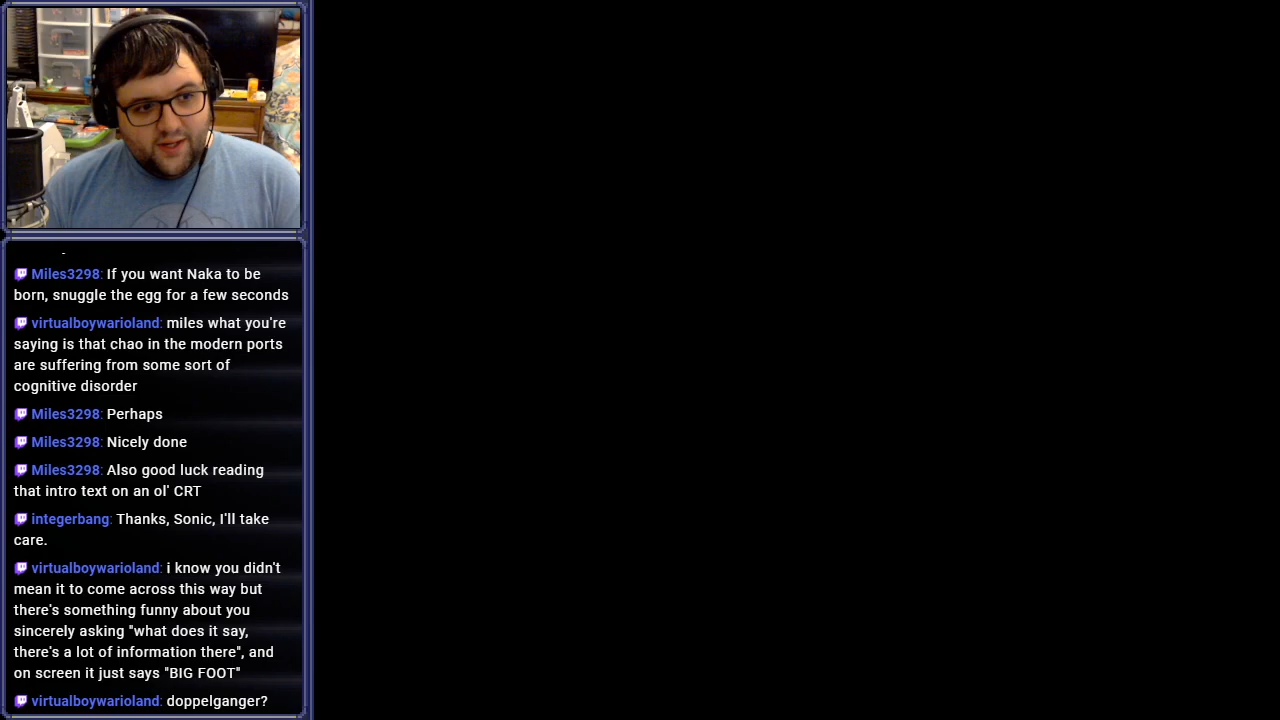 Miles3298: If you want Naka to be
born, snuggle the egg for a few seconds
virtualboywarioland: miles what you're
saying is that chao in the modern ports
are suffering from some sort of
cognitive disorder
Miles3298: Perhaps
Miles3298: Nicely done
Miles3298: Also good luck reading
that intro text on an ol' CRT
integerbang: Thanks, Sonic, I'll take
care.
virtualboywarioland: i know you didn't
mean it to come across this way but
there's something funny about you
sincerely asking "what does it say,
there's a lot of information there", and
on screen it just says "BIG FOOT"
virtualboywarioland: doppelganger?